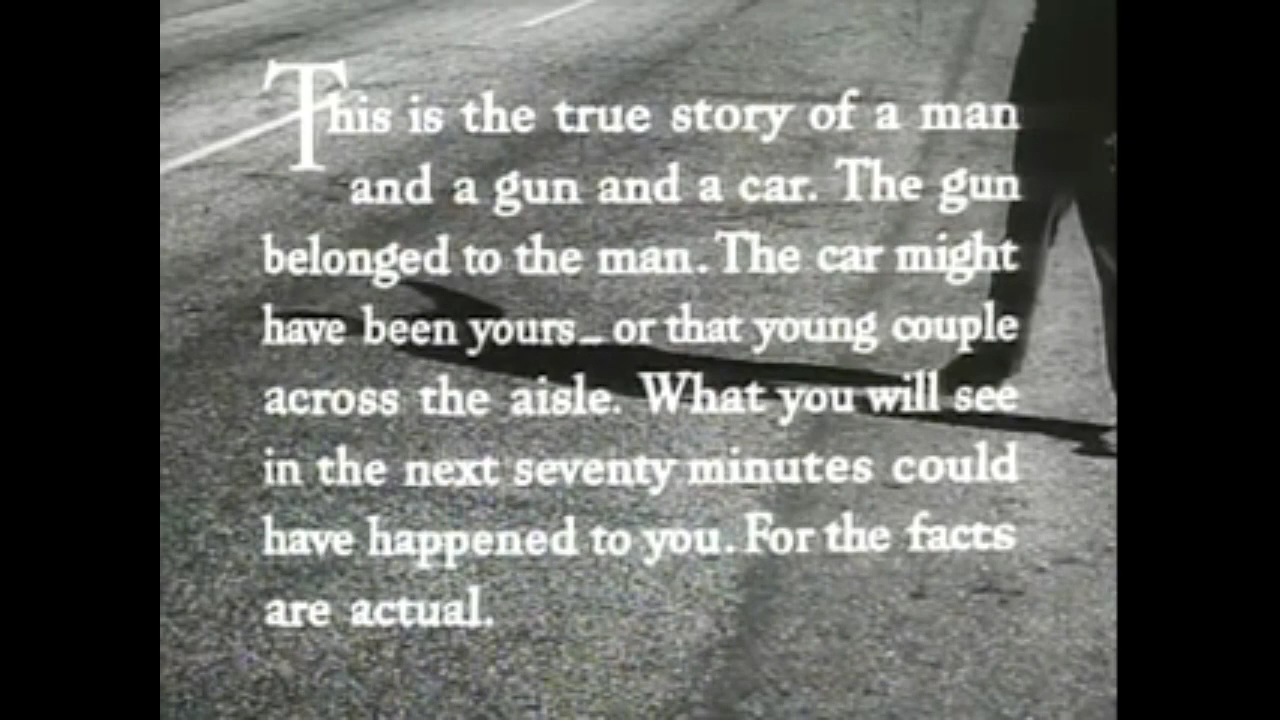 This is the true story of a man
and a gun and a car. The gun
belonged to the man. The car might
have been yours_ or that young couple
across the aisle. What you will see
in the next seventy minutes could
have happened to you. For the facts
are actual.